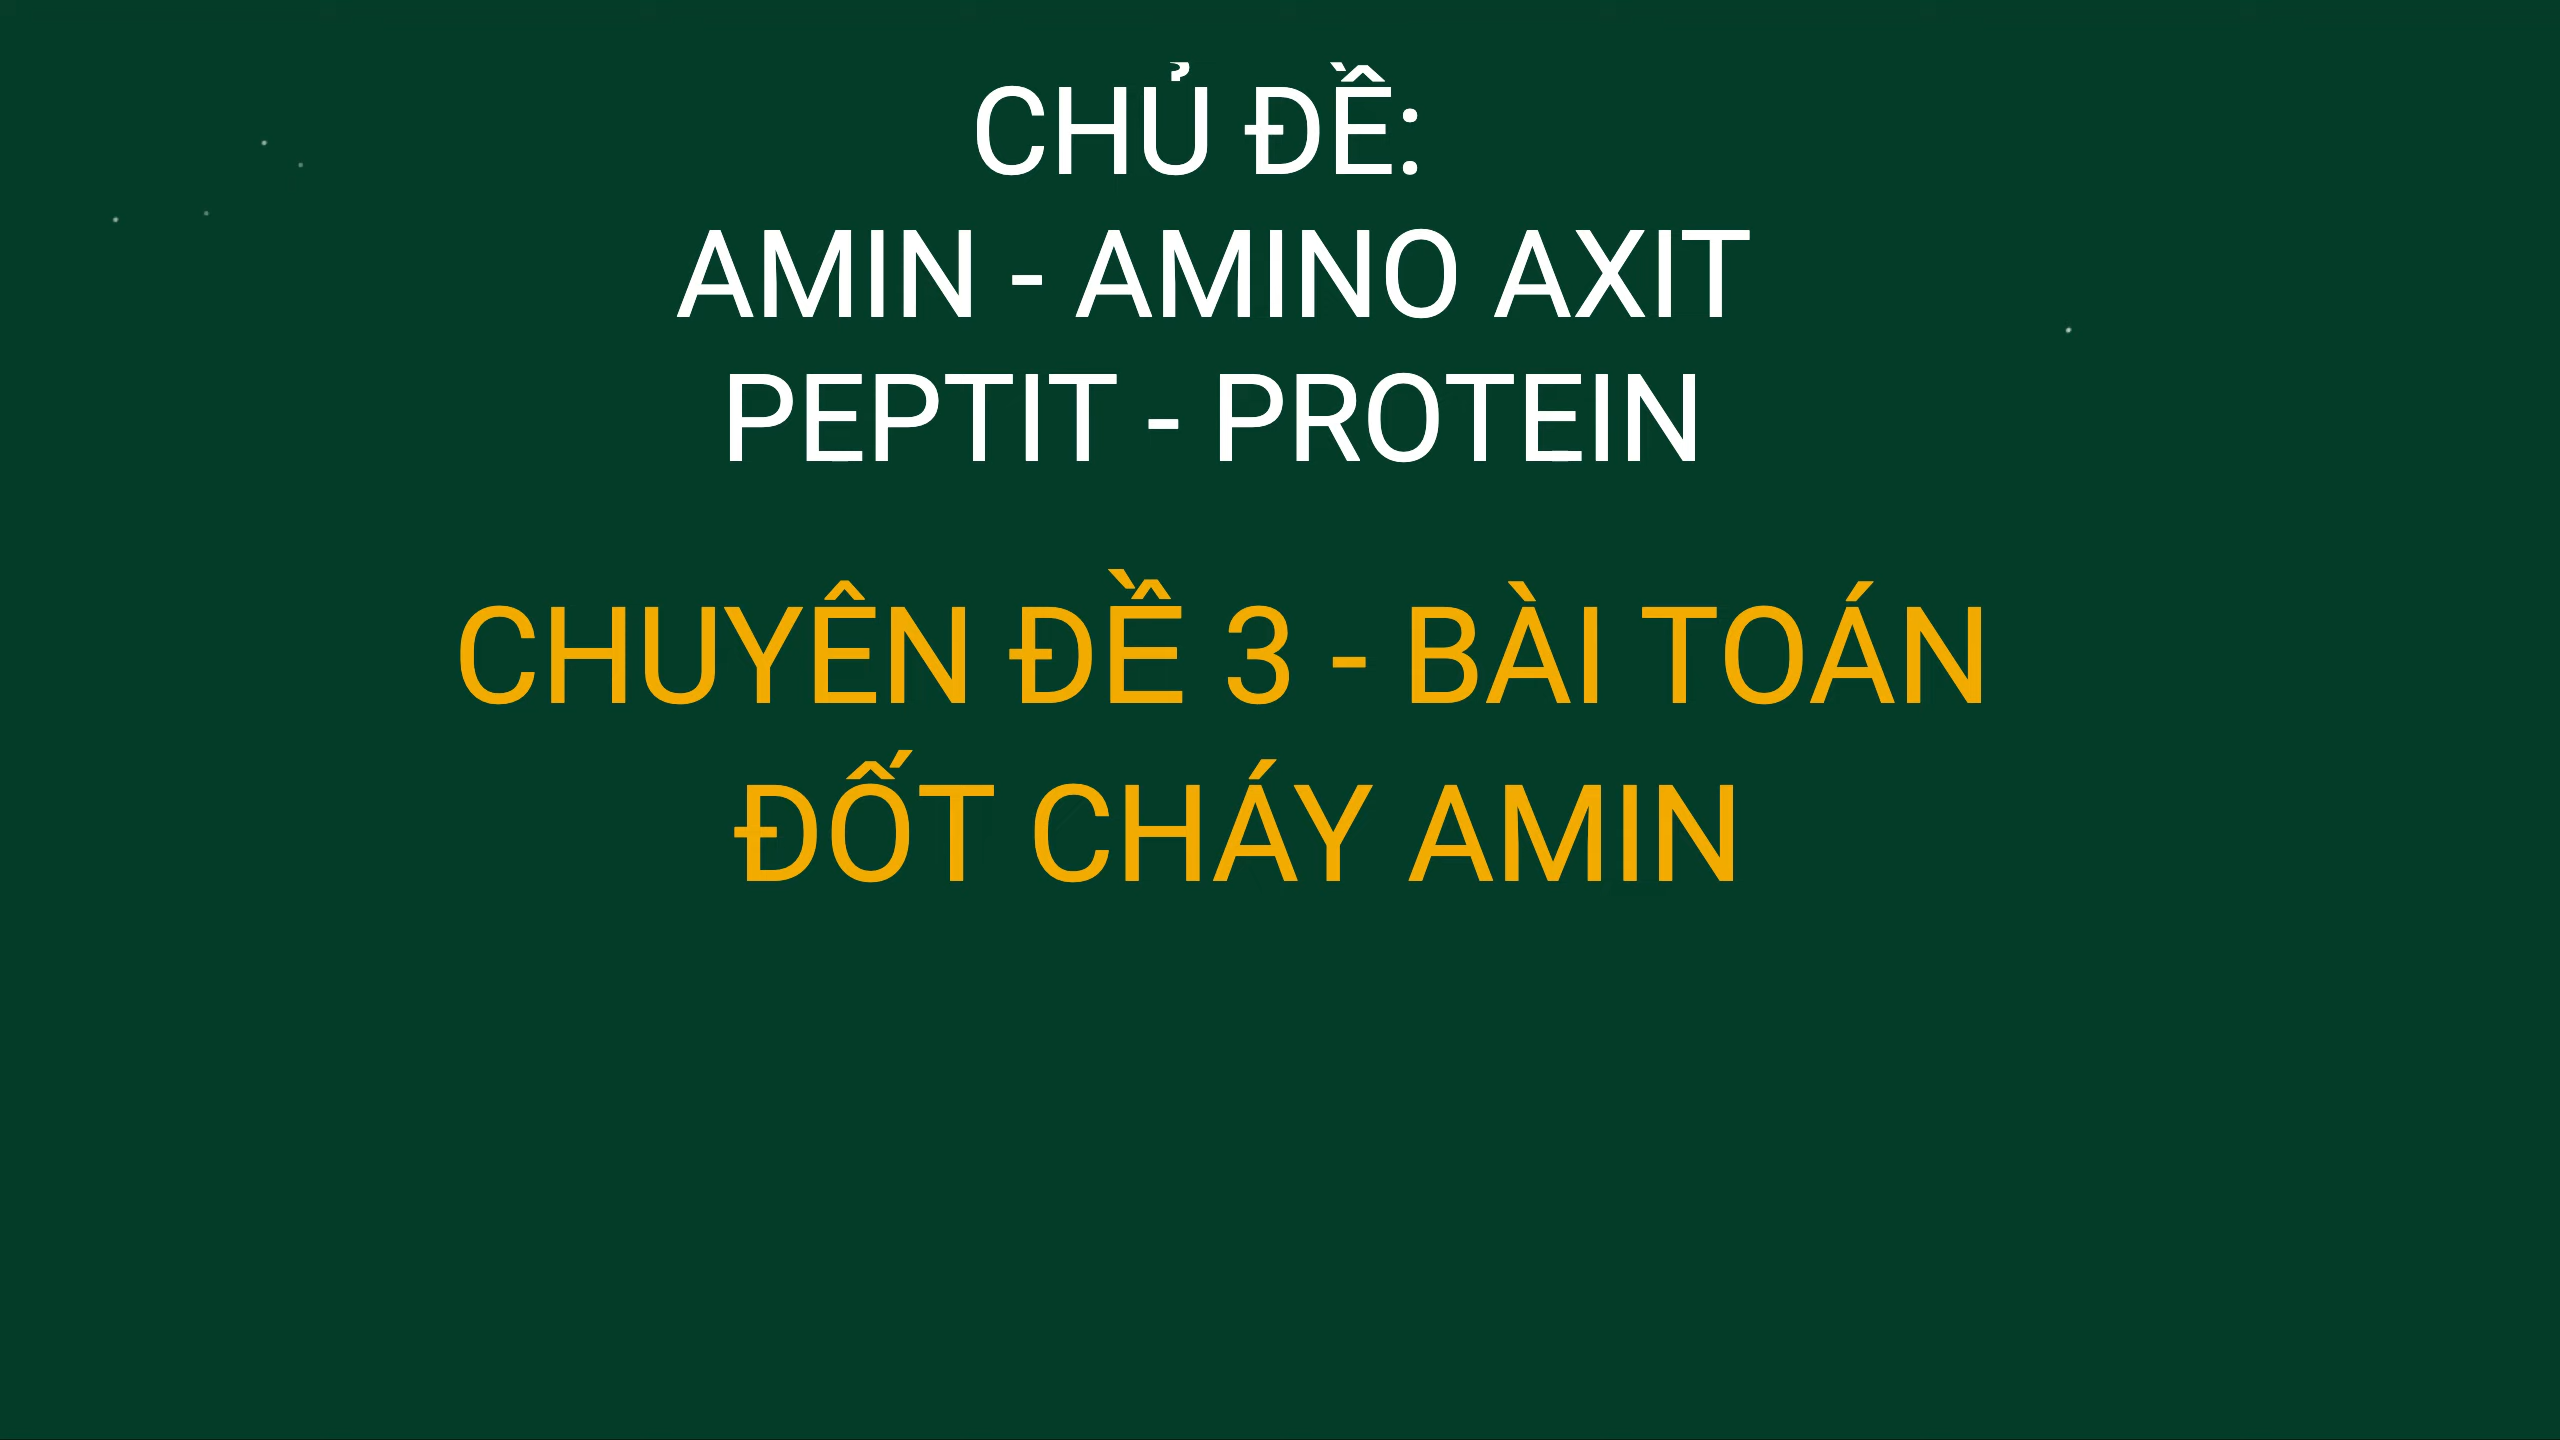 CHỦ ĐỀ:
AMIN - AMINO AXIT
PEPTIT - PROTEIN
CHUYÊN ĐỀ 3 - BÀI TOÁN
ĐỐT CHÁY AMIN